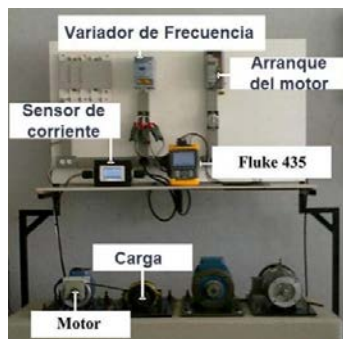 Variador de Frecuencia
Arranque
del motor
Sensor de
corriente
Fluke 435
Carga
Motor